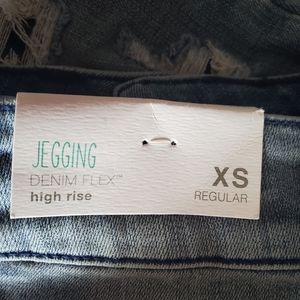 JEGGING
DENIM FLEX™
high rise
XS
REGULAR